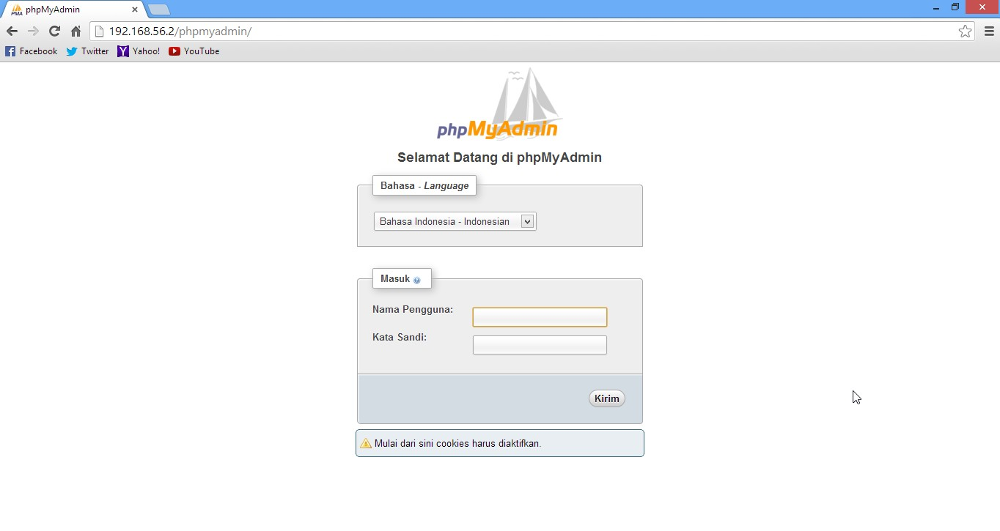 phpMyAdmin
192.168.56.2/phpmyadmin/
Facebook Twitter Yahoo! YouTube
phpMyAdmin
Selamat Datang di phpMyAdmin
Bahasa - Language
Bahasa Indonesia - Indonesian
Masuk
Nama Pengguna:
Kata Sandi:
Kirim
Mulai dari sini cookies harus diaktifkan.